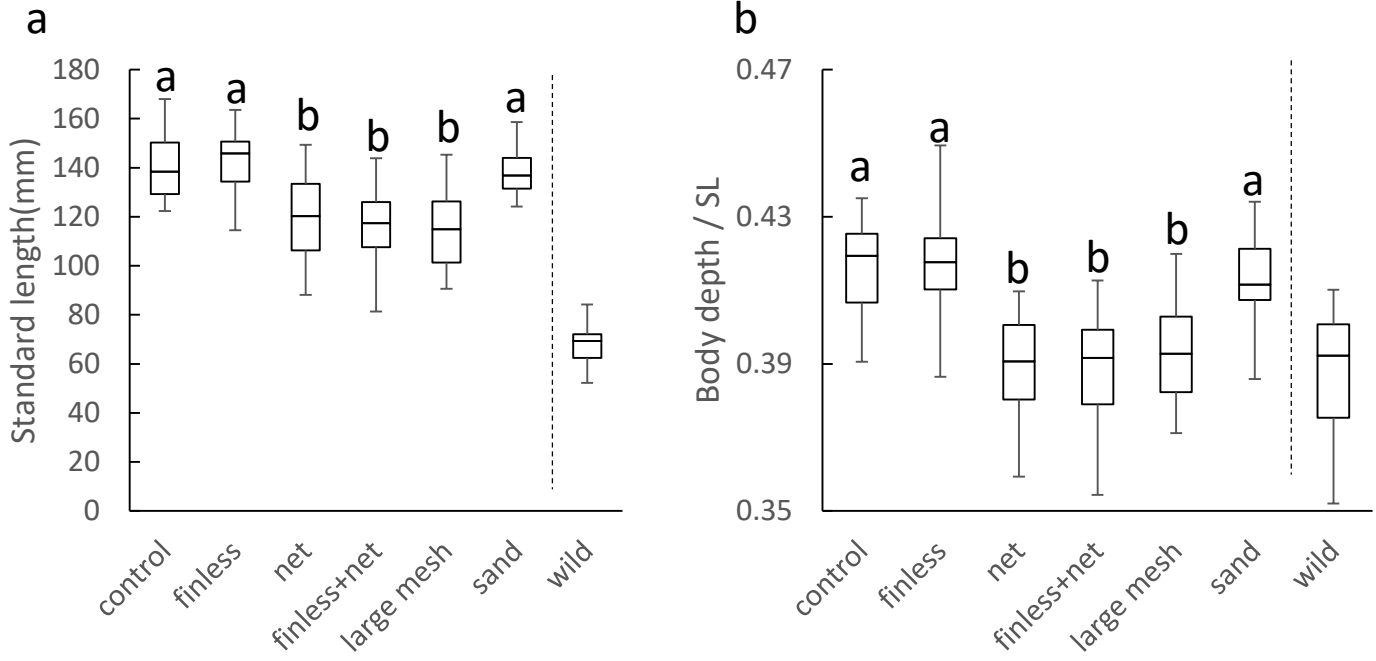 a
Standard length(mm)
180
160
140
120
100
80
60
40
20
0
a
a
b
b
b
a
control
finless
net
finless+net
large mesh
sand
wild
b
Body depth / SL
0.47
0.43
0.39
0.35
a
a
b
b
b
a
control
finless
net
finless+net
large mesh
sand
wild